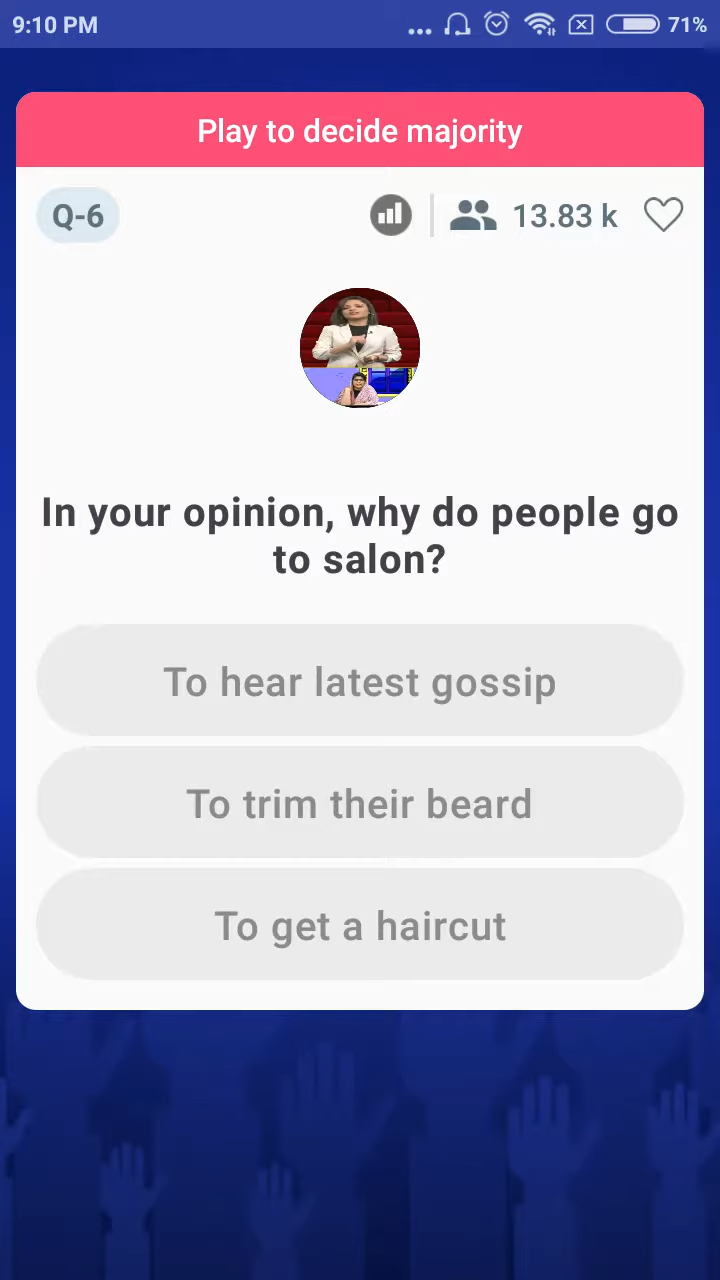 9:10 PM
71%
Play to decide majority
Q-6
13.83 k
In your opinion, why do people go
to salon?
To hear latest gossip
To trim their beard
To get a haircut